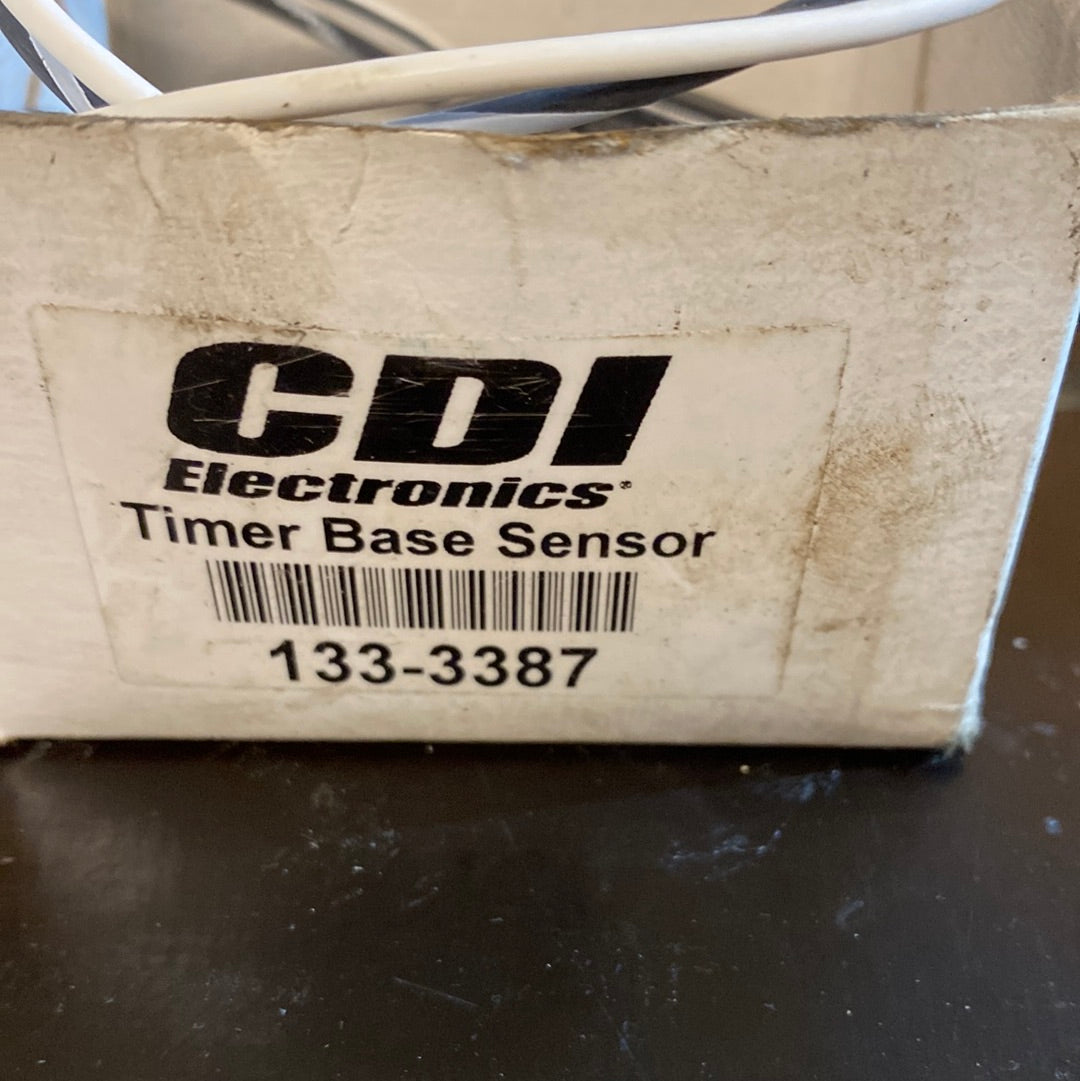 CDI
Electronics®
Timer Base Sensor
133-3387